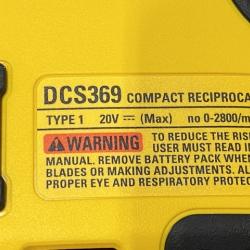 DCS369 COMPACT RECIPROCA
TYPE 1 20V ⎓ (Max) no 0-2800/m
WARNING TO REDUCE THE RIS
USER MUST READ IN
MANUAL. REMOVE BATTERY PACK WHEN
BLADES OR MAKING ADJUSTMENTS. AL
PROPER EYE AND RESPIRATORY PROTEC